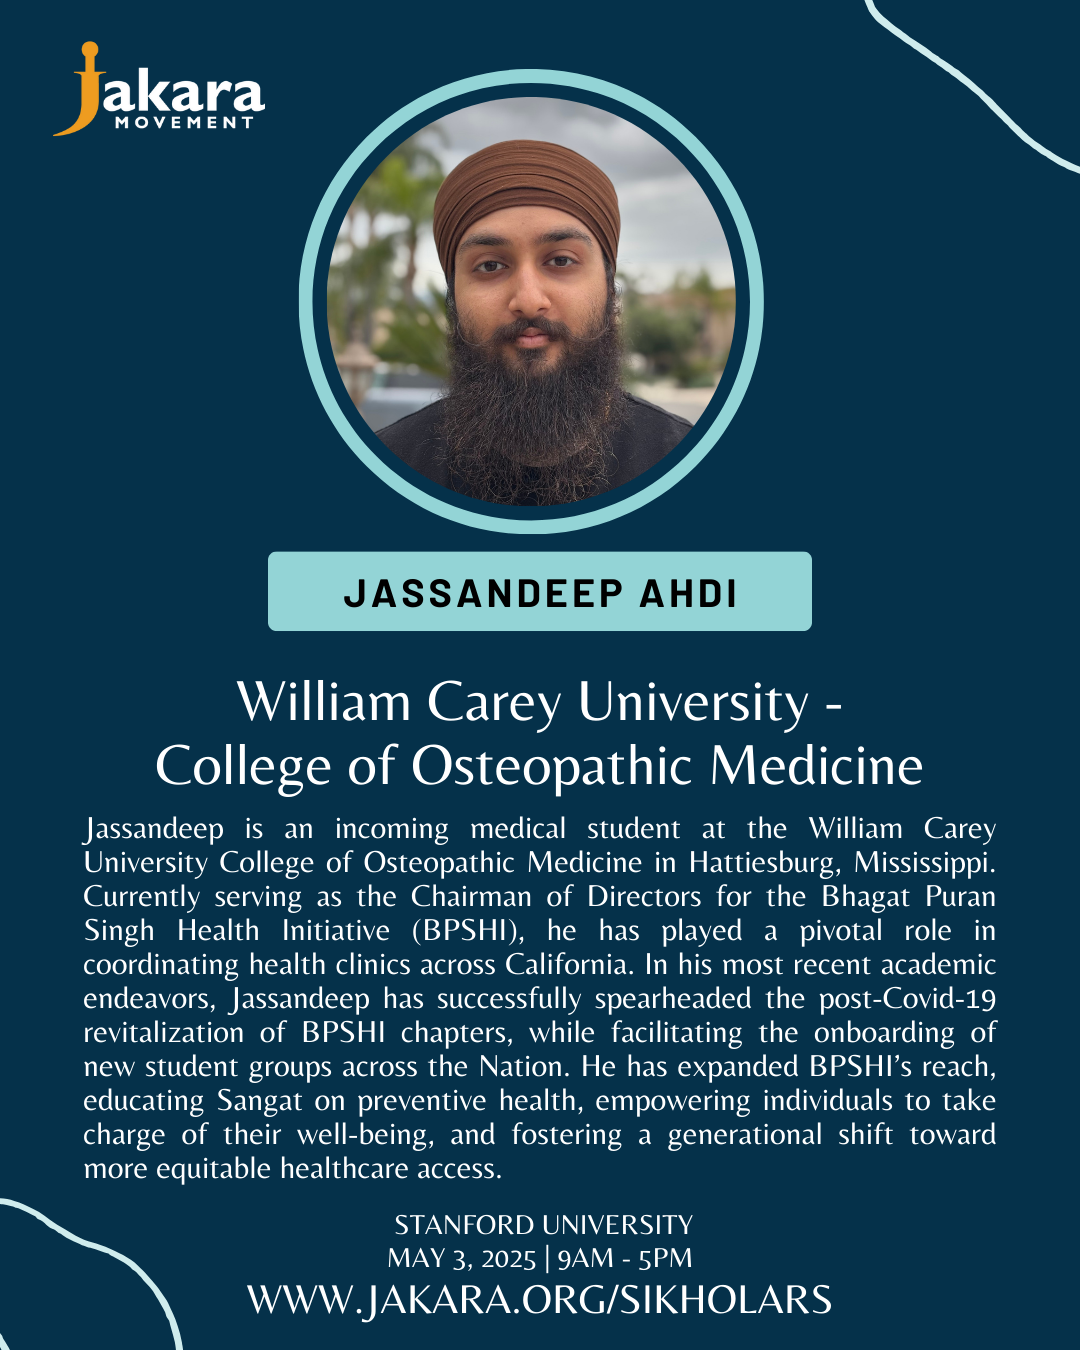 Jakara
MOVEMENT
JASSANDEEP AHDI
William Carey University -
College of Osteopathic Medicine
Jassandeep is an incoming medical student at the William Carey
University College of Osteopathic Medicine in Hattiesburg, Mississippi.
Currently serving as the Chairman of Directors for the Bhagat Puran
Singh Health Initiative (BPSHI), he has played a pivotal role in
coordinating health clinics across California. In his most recent academic
endeavors, Jassandeep has successfully spearheaded the post-Covid-19
revitalization of BPSHI chapters, while facilitating the onboarding of
new student groups across the Nation. He has expanded BPSHI’s reach,
educating Sangat on preventive health, empowering individuals to take
charge of their well-being, and fostering a generational shift toward
more equitable healthcare access.
STANFORD UNIVERSITY
MAY 3, 2025 | 9AM - 5PM
WWW.JAKARA.ORG/SIKHOLARS